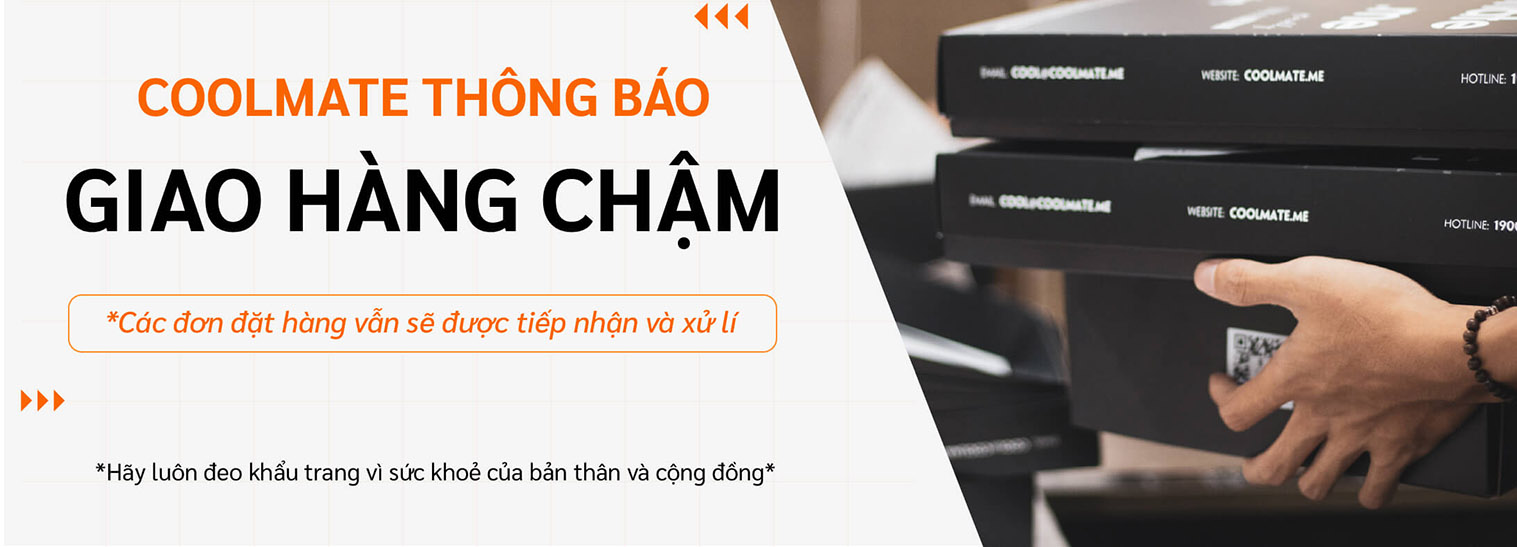 COOLMATE THÔNG BÁO
GIAO HÀNG CHẬM
*Các đơn đặt hàng vẫn sẽ được tiếp nhận và xử lí
*Hãy luôn đeo khẩu trang vì sức khoẻ của bản thân và cộng đồng*
EMAIL: COOL@COOLMATE.ME WEBSITE: COOLMATE.ME HOTLINE: 1
EMAIL: COOL@COOLMATE.ME WEBSITE: COOLMATE.ME HOTLINE: 1900